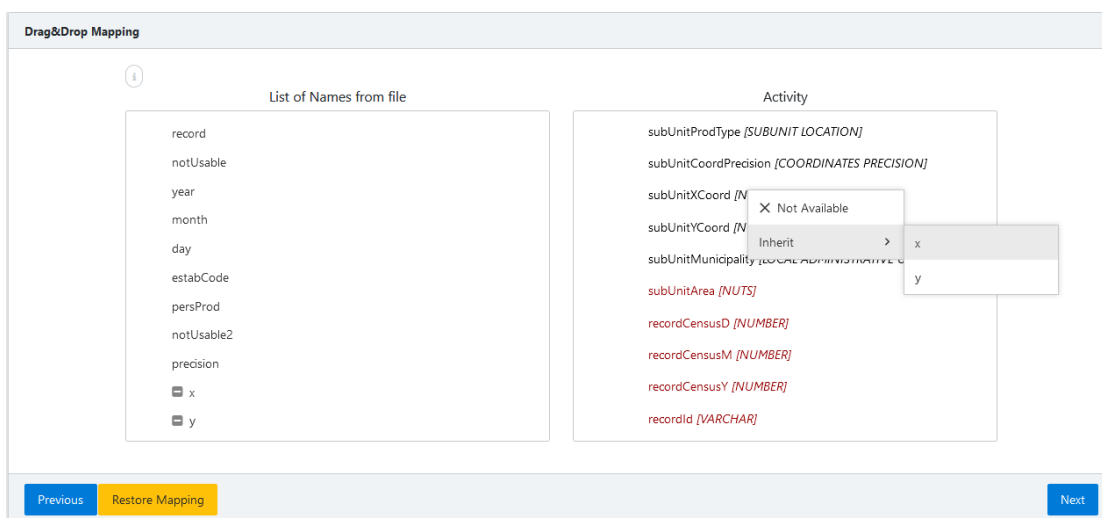 Drag&Drop Mapping
i
List of Names from file
record
notUsable
year
month
day
estabCode
persProd
notUsable2
precision
x
y
Activity
subUnitProdType [SUBUNIT LOCATION]
subUnitCoordPrecision [COORDINATES PRECISION]
subUnitXCoord [N
subUnitYCoord [N
subUnitMunicipality [LOCAL ADMINISTRATIVE U
subUnitArea [NUTS]
recordCensusD [NUMBER]
recordCensusM [NUMBER]
recordCensusY [NUMBER]
recordId [VARCHAR]
Not Available
Inherit
x
y
Previous
Restore Mapping
Next